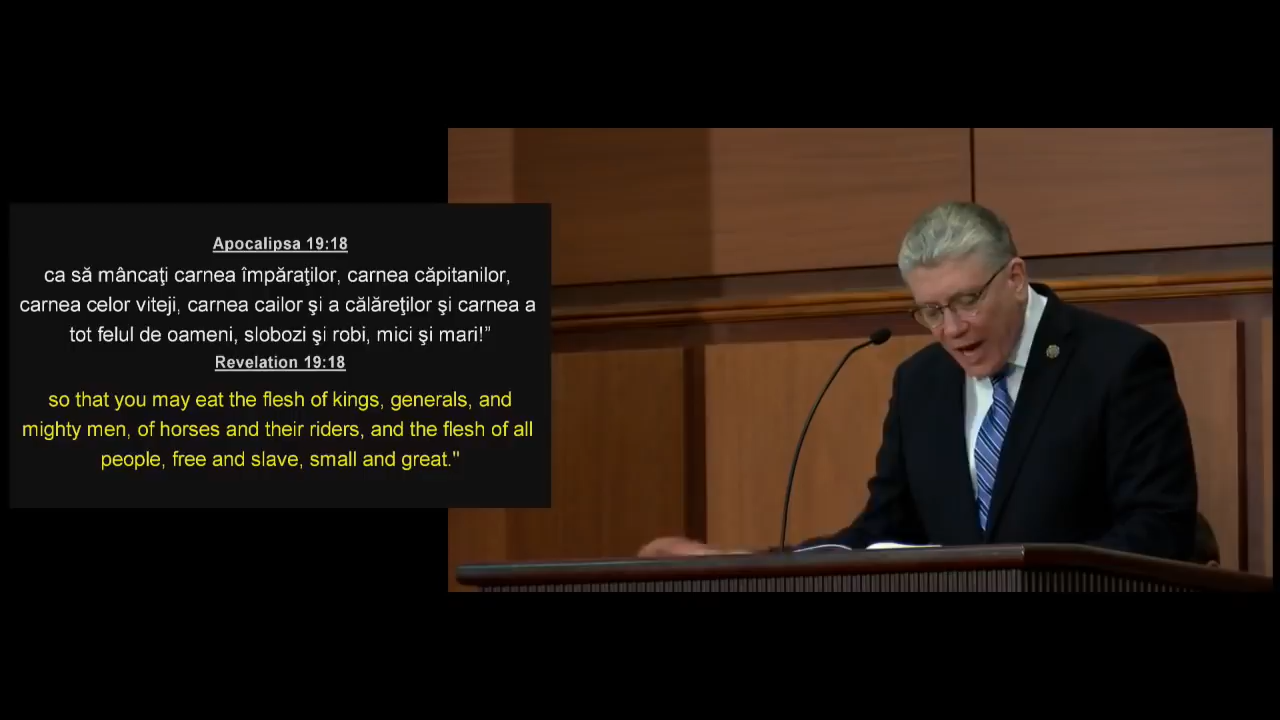 Apocalipsa 19:18
ca să mâncaţi carnea împăraţilor, carnea căpitanilor,
carnea celor viteji, carnea cailor şi a călăreţilor şi carnea a
tot felul de oameni, slobozi şi robi, mici şi mari!”
Revelation 19:18
so that you may eat the flesh of kings, generals, and
mighty men, of horses and their riders, and the flesh of all
people, free and slave, small and great."